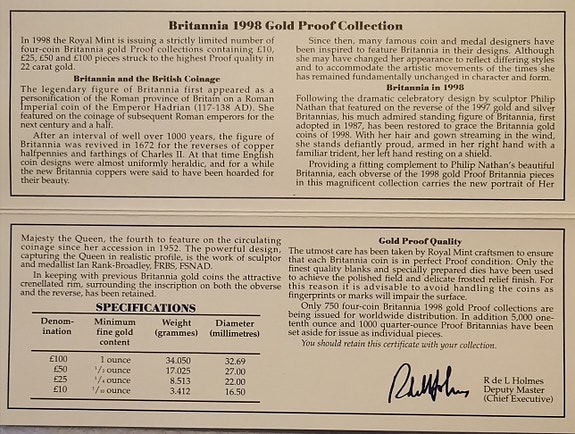 Britannia 1998 Gold Proof Collection
In 1998 the Royal Mint is issuing a strictly limited number of
four-coin Britannia gold Proof collections containing £10,
£25, £50 and £100 pieces struck to the highest Proof quality in
22 carat gold.
Britannia and the British Coinage
The legendary figure of Britannia first appeared as a
personification of the Roman province of Britain on a Roman
Imperial coin of the Emperor Hadrian (117-138 AD). She
featured on the coinage of subsequent Roman emperors for the
next century and a half.
After an interval of well over 1000 years, the figure of
Britannia was revived in 1672 for the reverses of copper
halfpennies and farthings of Charles II. At that time English
coin designs were almost uniformly heraldic, and for a while
the new Britannia coppers were said to have been hoarded for
their beauty.
Since then, many famous coin and medal designers have
been inspired to feature Britannia in their designs. Although
she may have changed her appearance to reflect differing styles
and to accommodate the artistic movements of the times she
has remained fundamentally unchanged in character and form.
Britannia in 1998
Following the dramatic celebratory design by sculptor Philip
Nathan that featured on the reverse of the 1997 gold and silver
Britannias, his much admired standing figure of Britannia, first
adopted in 1987, has been restored to grace the Britannia gold
coins of 1998. With her hair and gown streaming in the wind,
she stands defiantly proud, armed in her right hand with a
familiar trident, her left hand resting on a shield.
Providing a fitting complement to Philip Nathan's beautiful
Britannia, each obverse of the 1998 gold Proof Britannia pieces
in this magnificent collection carries the new portrait of Her
Majesty the Queen, the fourth to feature on the circulating
coinage since her accession in 1952. The powerful design,
capturing the Queen in realistic profile, is the work of sculptor
and medallist Ian Rank-Broadley, FRBS, FSNAD.
In keeping with previous Britannia gold coins the attractive
crenellated rim, surrounding the inscription on both the obverse
and the reverse, has been retained.
SPECIFICATIONS
Denom- Minimum Weight Diameter
ination fine gold (grammes) (millimetres)
content
£100 1 ounce 34.050 32.69
£50 1/2 ounce 17.025 27.00
£25 1/4 ounce 8.513 22.00
£10 1/10 ounce 3.412 16.50
Gold Proof Quality
The utmost care has been taken by Royal Mint craftsmen to ensure
that each Britannia coin is in perfect Proof condition. Only the
finest quality blanks and specially prepared dies have been used
to achieve the polished field and delicate frosted relief finish. For
this reason it is advisable to avoid handling the coins as
fingerprints or marks will impair the surface.
Only 750 four-coin Britannia 1998 gold Proof collections are
being issued for worldwide distribution. In addition 5,000 one-
tenth ounce and 1000 quarter-ounce Proof Britannias have been
set aside for issue as individual pieces.
You should retain this certificate with your collection.
R de L Holmes
R de L Holmes
Deputy Master
(Chief Executive)